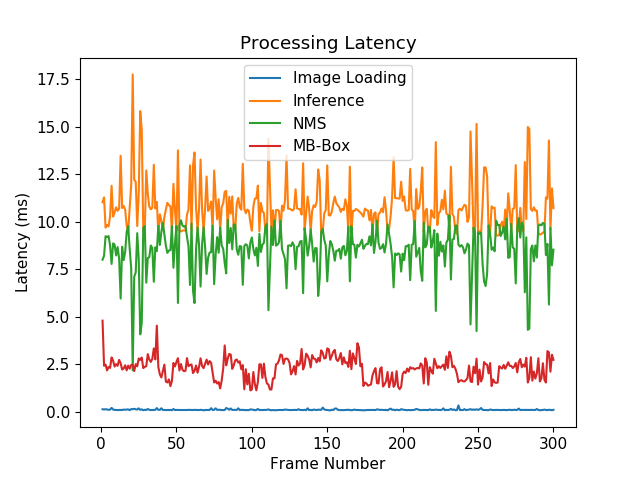 Processing Latency
Image Loading
Inference
NMS
MB-Box
Latency (ms)
17.5
15.0
12.5
10.0
7.5
5.0
2.5
0.0
0 50 100 150 200 250 300
Frame Number